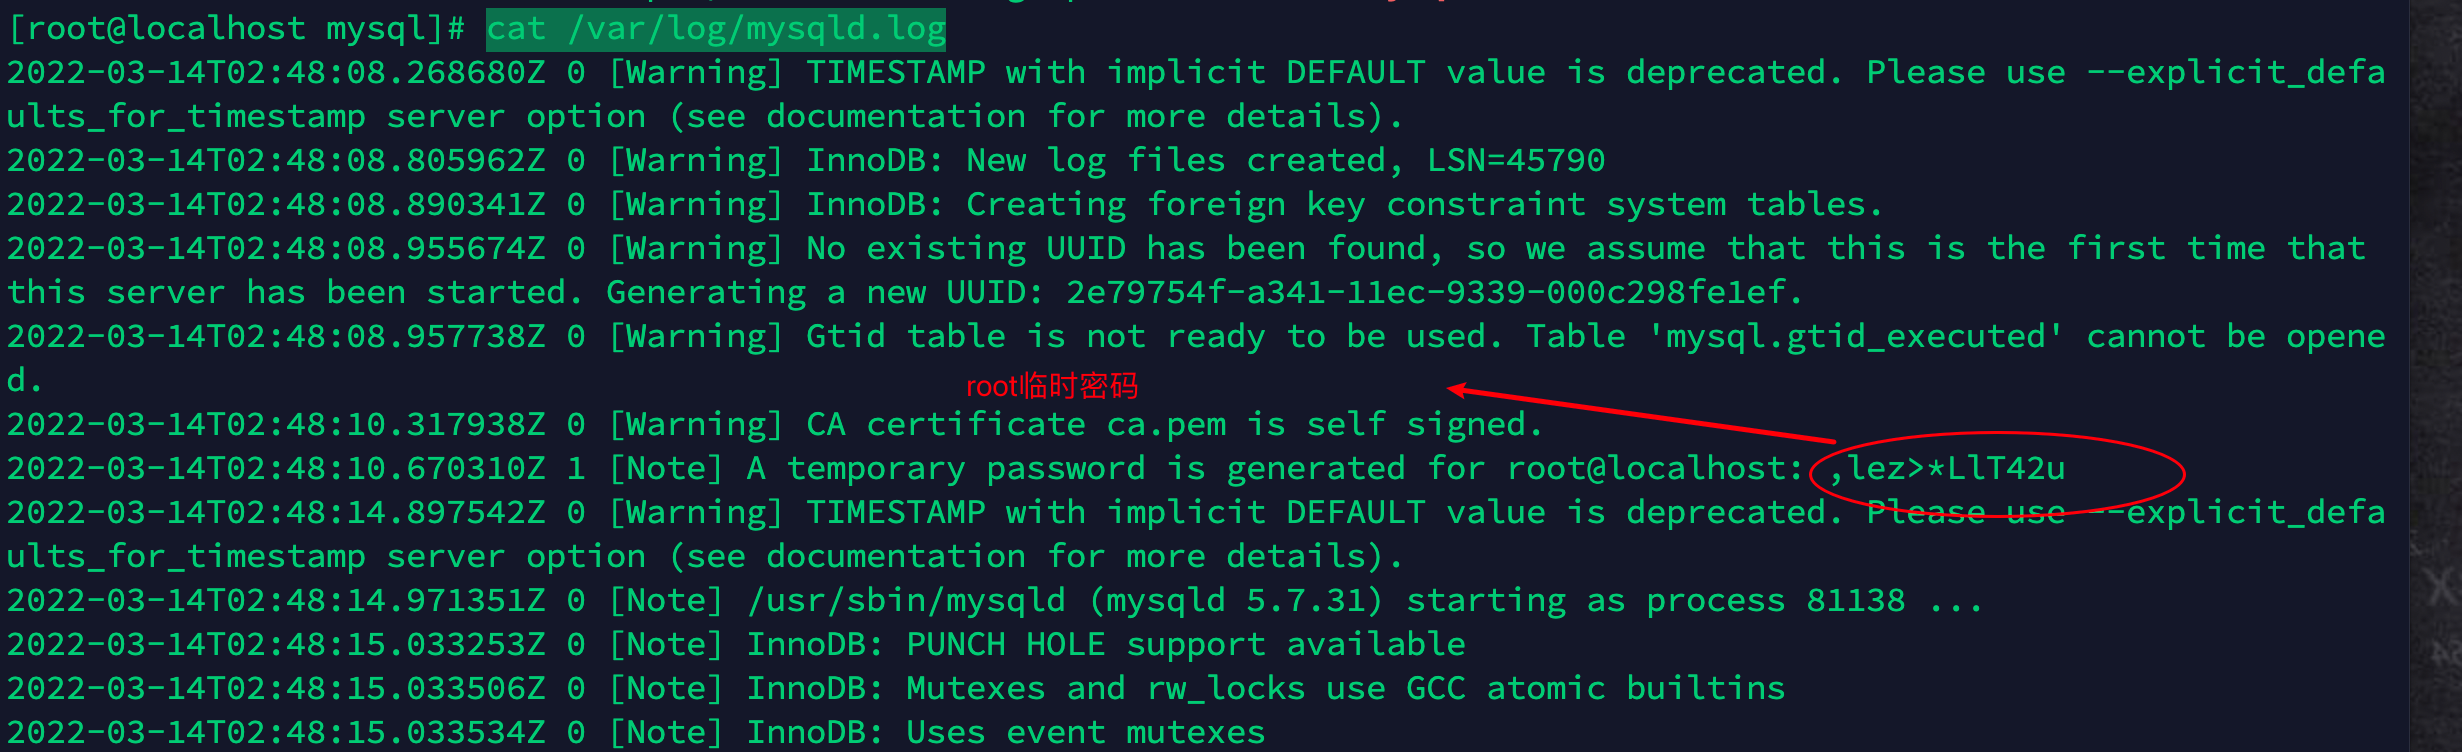 [root@localhost mysql]# cat /var/log/mysqld.log
2022-03-14T02:48:08.268680Z 0 [Warning] TIMESTAMP with implicit DEFAULT value is deprecated. Please use --explicit_defa
ults_for_timestamp server option (see documentation for more details).
2022-03-14T02:48:08.805962Z 0 [Warning] InnoDB: New log files created, LSN=45790
2022-03-14T02:48:08.890341Z 0 [Warning] InnoDB: Creating foreign key constraint system tables.
2022-03-14T02:48:08.955674Z 0 [Warning] No existing UUID has been found, so we assume that this is the first time that
this server has been started. Generating a new UUID: 2e79754f-a341-11ec-9339-000c298fe1ef.
2022-03-14T02:48:08.957738Z 0 [Warning] Gtid table is not ready to be used. Table 'mysql.gtid_executed' cannot be opene
d.
root临时密码
2022-03-14T02:48:10.317938Z 0 [Warning] CA certificate ca.pem is self signed.
2022-03-14T02:48:10.670310Z 1 [Note] A temporary password is generated for root@localhost: ,lez>*LlT42u
2022-03-14T02:48:14.897542Z 0 [Warning] TIMESTAMP with implicit DEFAULT value is deprecated. Please use --explicit_defa
ults_for_timestamp server option (see documentation for more details).
2022-03-14T02:48:14.971351Z 0 [Note] /usr/sbin/mysqld (mysqld 5.7.31) starting as process 81138 ...
2022-03-14T02:48:15.033253Z 0 [Note] InnoDB: PUNCH HOLE support available
2022-03-14T02:48:15.033506Z 0 [Note] InnoDB: Mutexes and rw_locks use GCC atomic builtins
2022-03-14T02:48:15.033534Z 0 [Note] InnoDB: Uses event mutexes